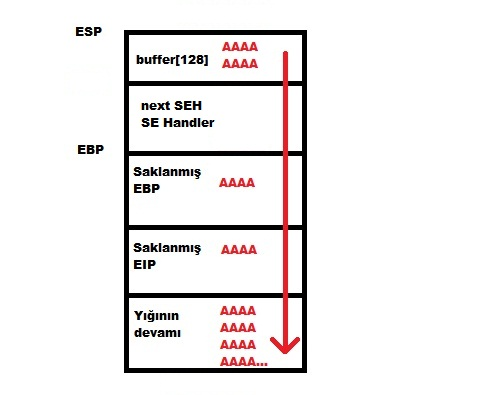 ESP
AAAA
buffer[128] AAAA
next SEH
SE Handler
EBP
Saklanmış
EBP AAAA
Saklanmış AAAA
EIP
Yığının AAAA
devamı AAAA
AAAA
AAAA...